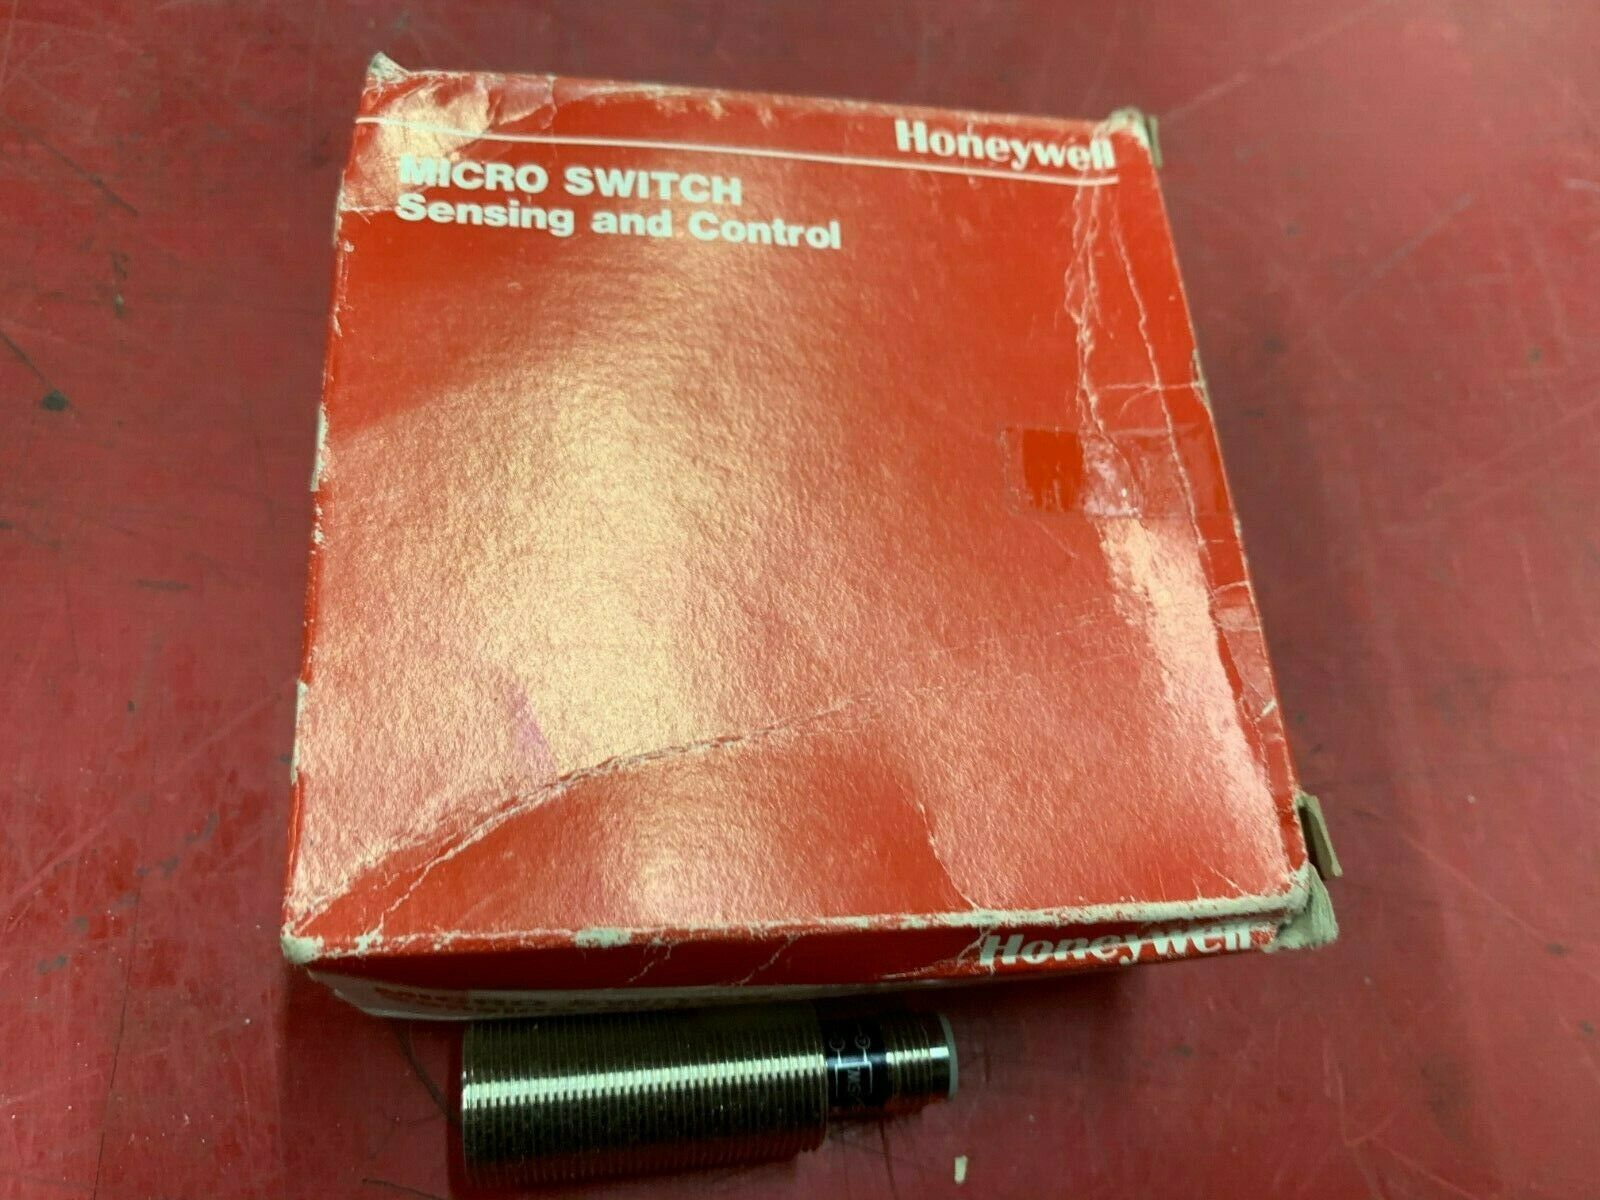 Honeywell
MICRO SWITCH
Sensing and Control
Honeywell